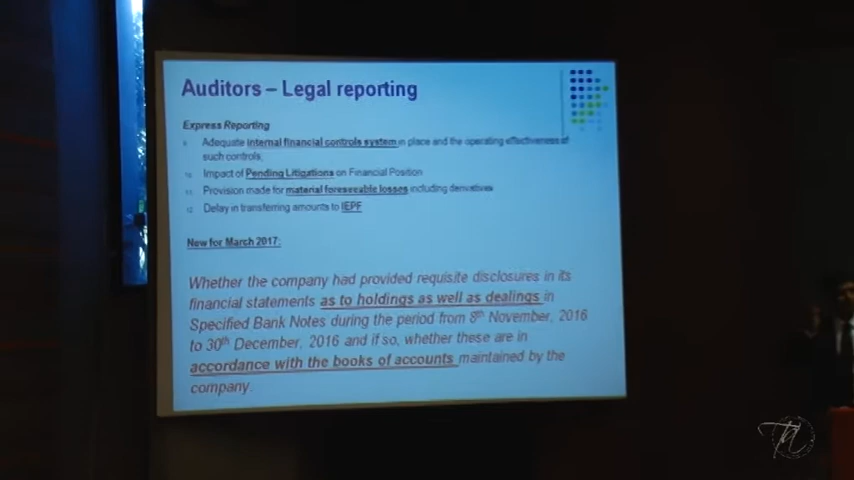 Auditors – Legal reporting
Express Reporting
9. Adequate internal financial controls system in place and the operating effectiveness of
such controls,
10. Impact of Pending Litigations on Financial Position
11. Provision made for material foreseeable losses including derivatives
12. Delay in transferring amounts to IEPF
New for March 2017:
Whether the company had provided requisite disclosures in its
financial statements as to holdings as well as dealings in
Specified Bank Notes during the period from 8th November, 2016
to 30th December, 2016 and if so, whether these are in
accordance with the books of accounts maintained by the
company.